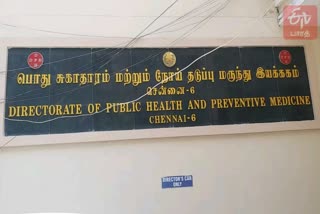 பொது சுகாதாரம் மற்றும் நோய் தடுப்பு மருந்து இயக்ககம்
சென்னை-6
DIRECTORATE OF PUBLIC HEALTH AND PREVENTIVE MEDICINE
CHENNAI-6
DIRECTOR'S CAR
ONLY